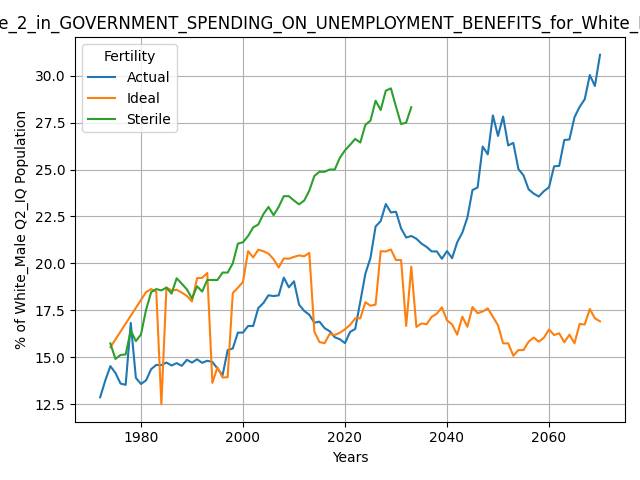 e_2_in_GOVERNMENT_SPENDING_ON_UNEMPLOYMENT_BENEFITS_for_White_
Fertility
Actual
Ideal
Sterile
% of White_Male Q2_IQ Population
30.0
27.5
25.0
22.5
20.0
17.5
15.0
12.5
1980
2000
2020
2040
2060
Years